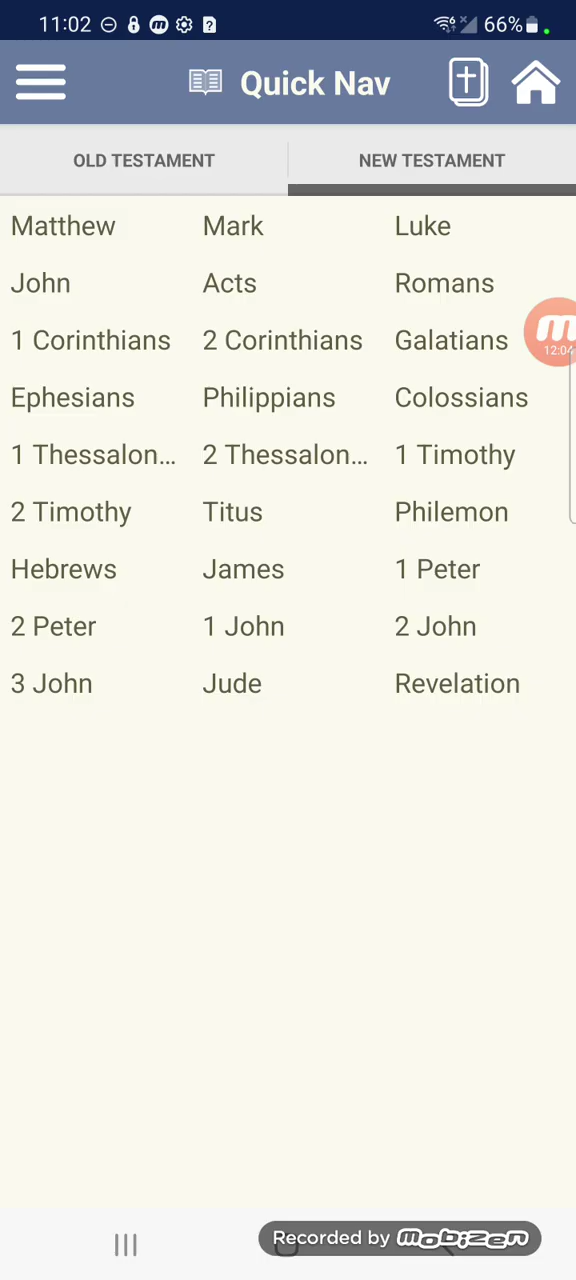 11:02 66%
Quick Nav
OLD TESTAMENT NEW TESTAMENT
Matthew Mark Luke
John Acts Romans
1 Corinthians 2 Corinthians Galatians
12:04
Ephesians Philippians Colossians
1 Thessalon... 2 Thessalon... 1 Timothy
2 Timothy Titus Philemon
Hebrews James 1 Peter
2 Peter 1 John 2 John
3 John Jude Revelation
Recorded by mobizen